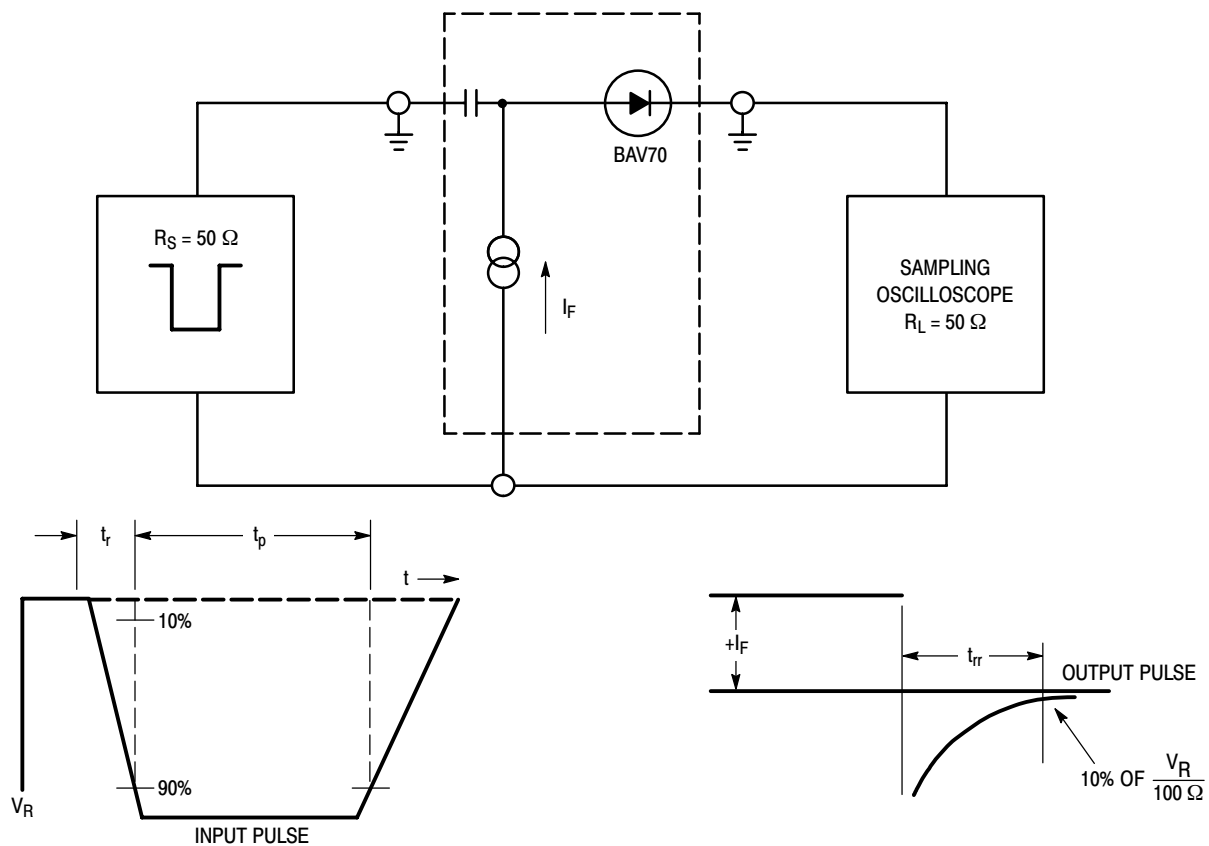 BAV70
R_S = 50 Ω
I_F
SAMPLING
OSCILLOSCOPE
R_L = 50 Ω
t_r
t_p
t
10%
90%
V_R
INPUT PULSE
+I_F
t_rr
OUTPUT PULSE
10% OF V_R / 100 Ω